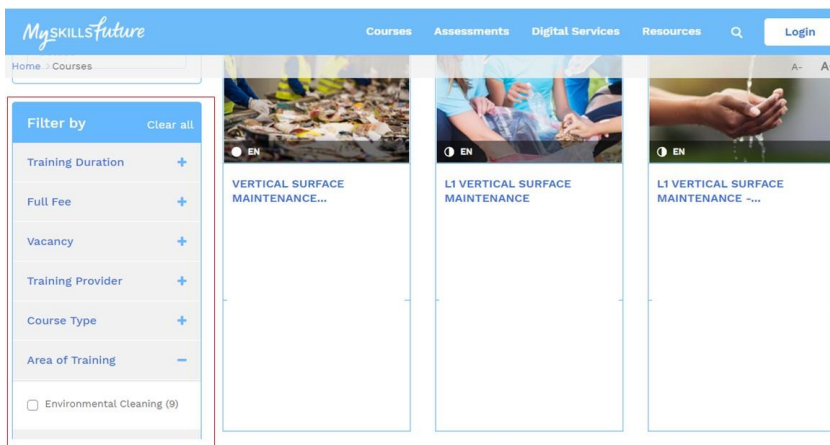 MySKILLSfuture
Courses Assessments Digital Services Resources Login
Home > Courses
A- A
Filter by Clear all
Training Duration +
Full Fee +
Vacancy +
Training Provider +
Course Type +
Area of Training −
Environmental Cleaning (9)
EN
VERTICAL SURFACE
MAINTENANCE...
EN
L1 VERTICAL SURFACE
MAINTENANCE
EN
L1 VERTICAL SURFACE
MAINTENANCE -...